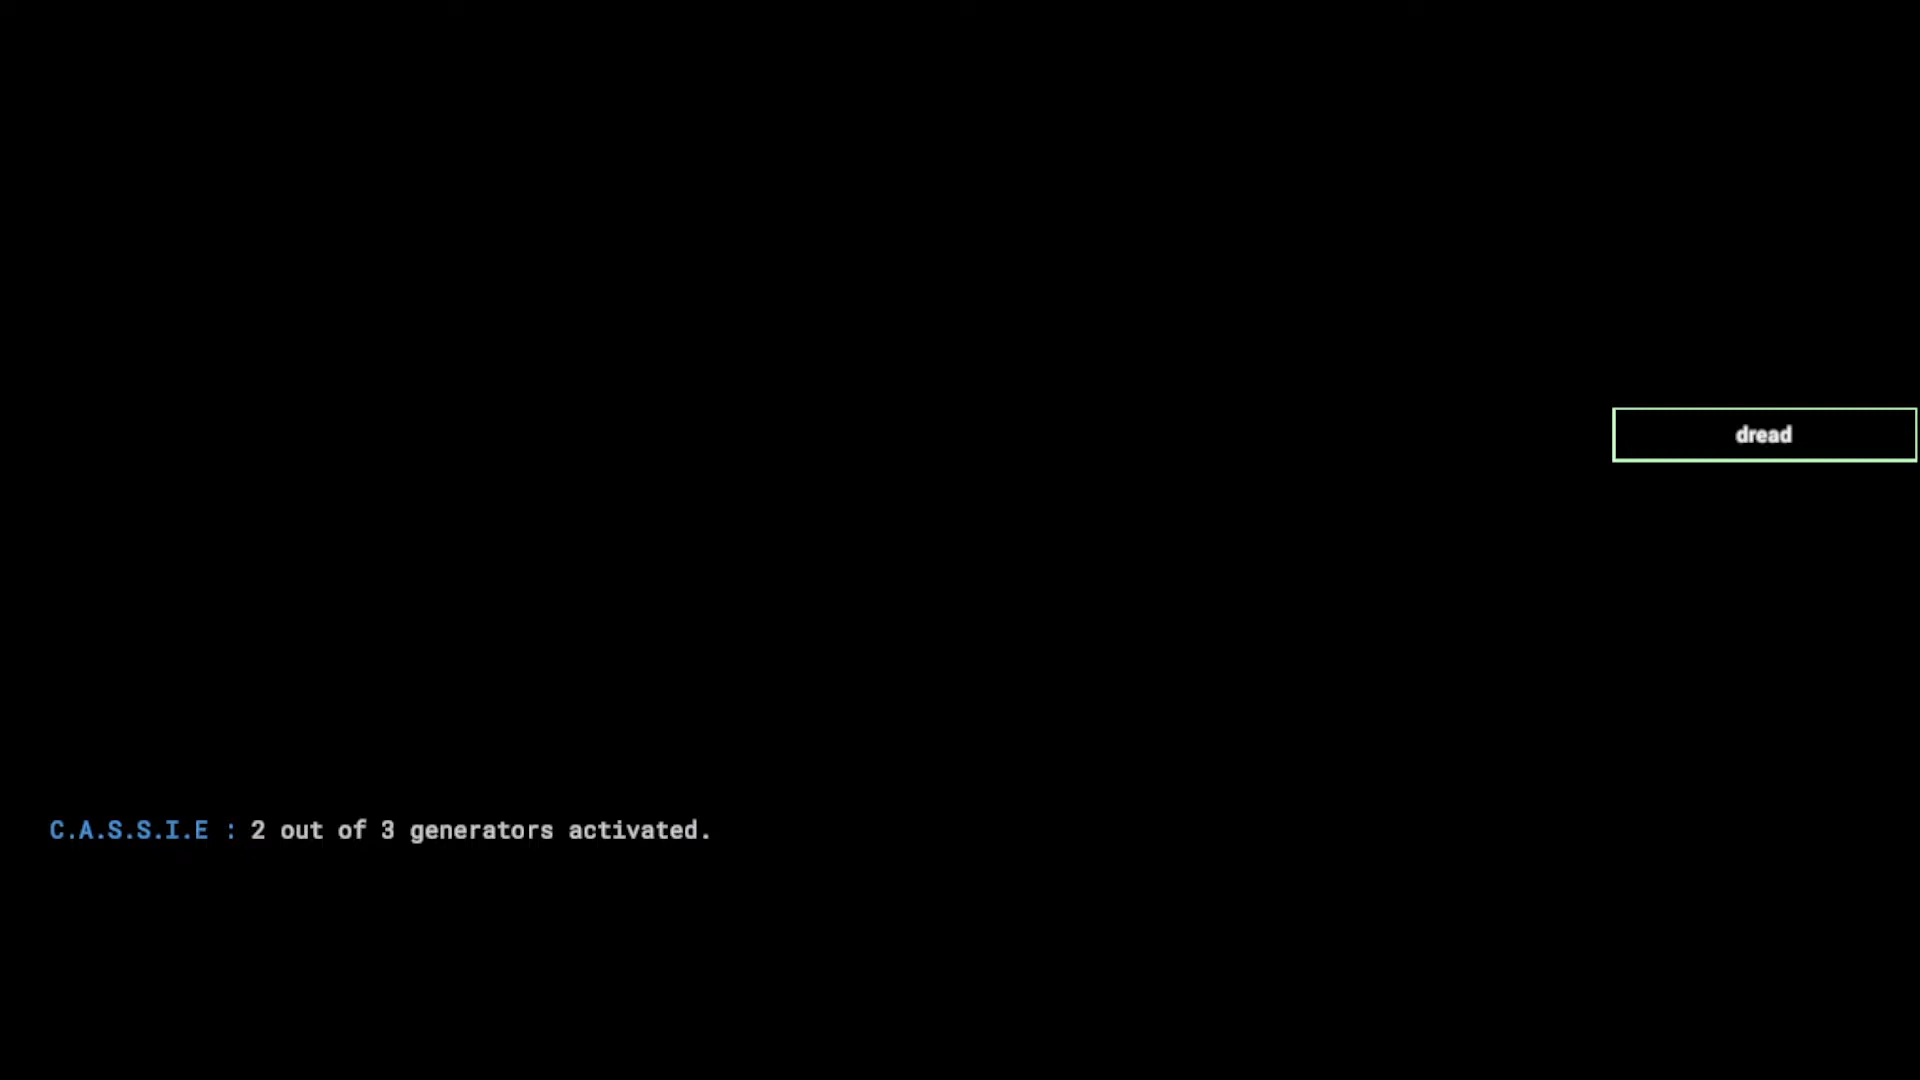 dread
C.A.S.S.I.E : 2 out of 3 generators activated.